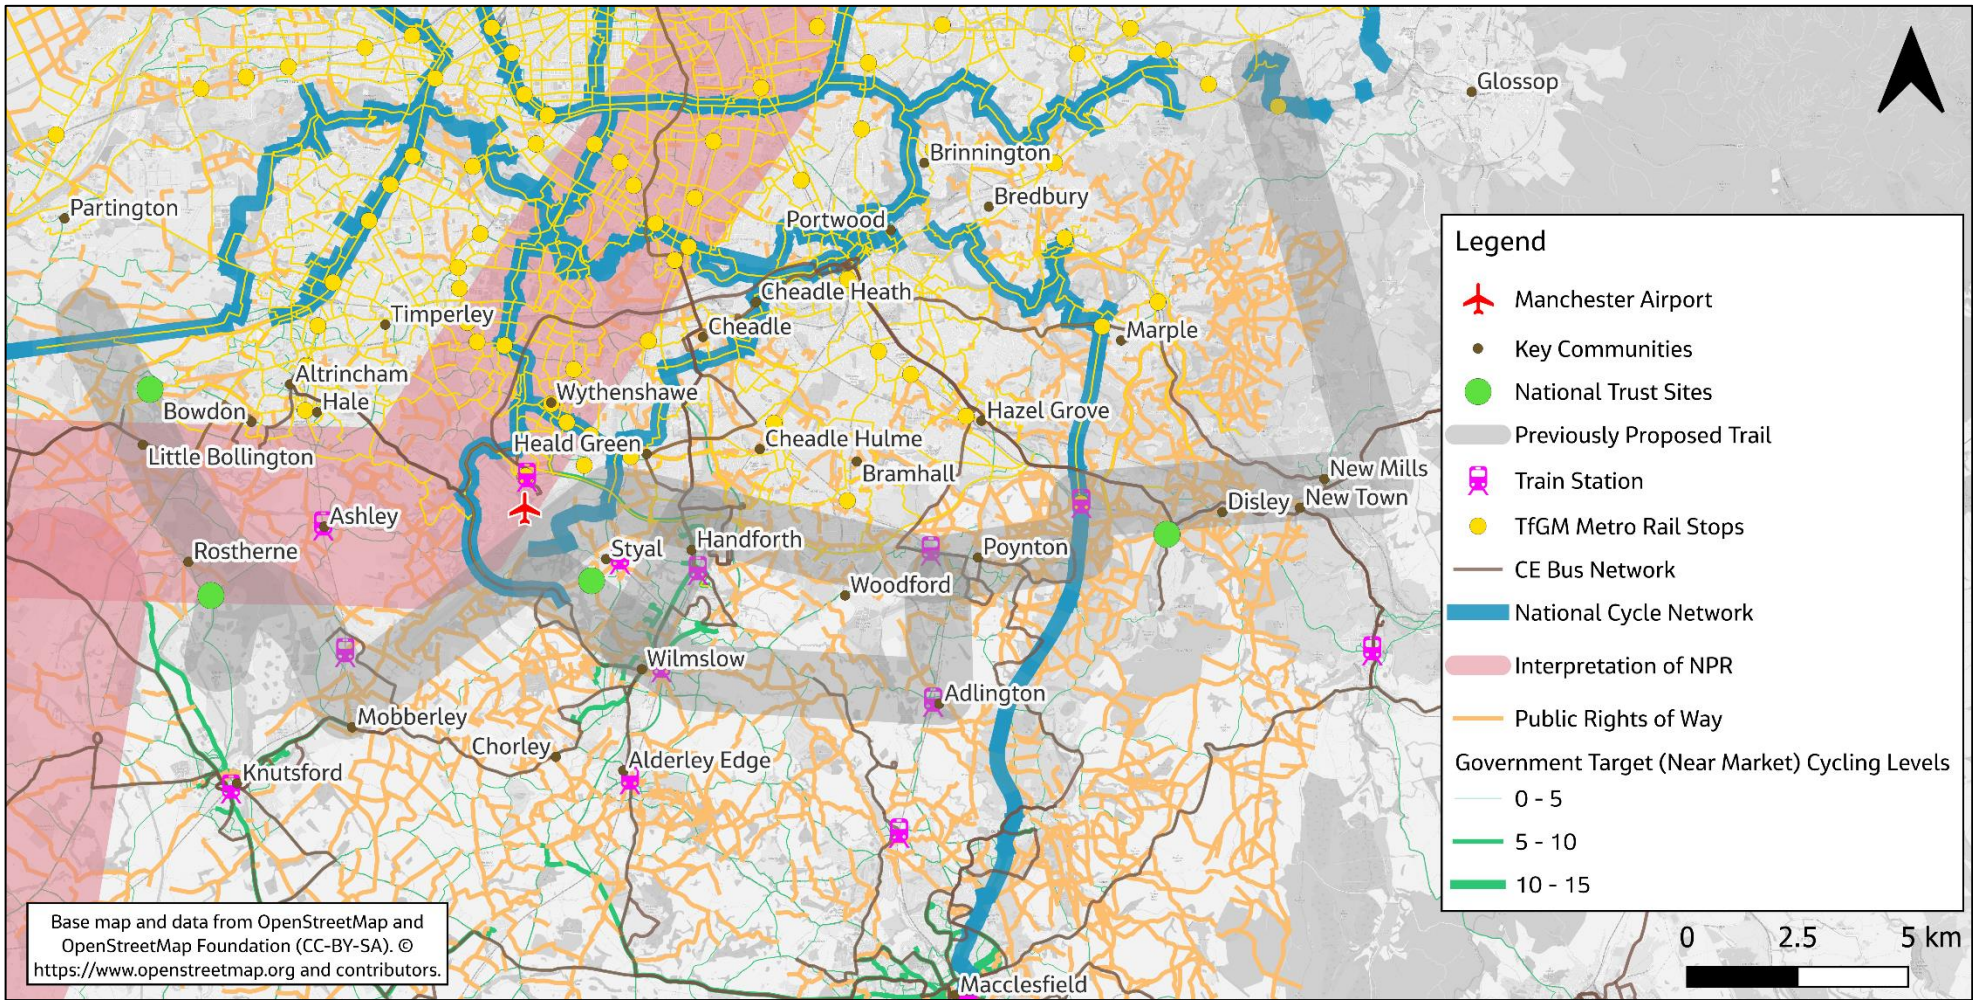 Glossop
Brinnington
Bredbury
Partington
Portwood
Cheadle Heath
Timperley
Cheadle
Marple
Altrincham
Hale
Wythenshawe
Bowdon
Hazel Grove
Heald Green
Cheadle Hulme
Little Bollington
Bramhall
New Mills
New Town
Disley
Ashley
Handforth
Styal
Poynton
Rostherne
Woodford
Wilmslow
Adlington
Mobberley
Chorley
Alderley Edge
Knutsford
Macclesfield
Legend
Manchester Airport
Key Communities
National Trust Sites
Previously Proposed Trail
Train Station
TfGM Metro Rail Stops
CE Bus Network
National Cycle Network
Interpretation of NPR
Public Rights of Way
Government Target (Near Market) Cycling Levels
0 - 5
5 - 10
10 - 15
0 2.5 5 km
Base map and data from OpenStreetMap and
OpenStreetMap Foundation (CC-BY-SA). ©
https://www.openstreetmap.org and contributors.